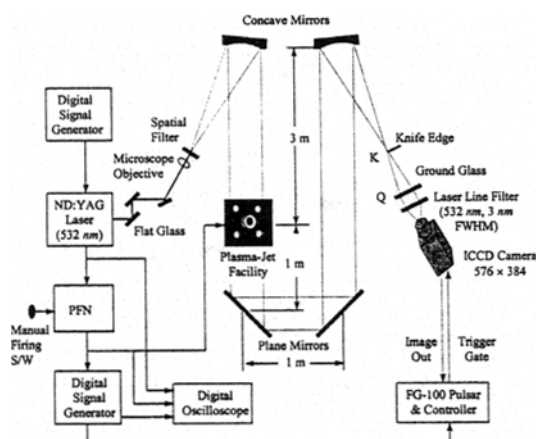 Concave Mirrors
Digital
Signal
Generator
Spatial
Filter
Microscope
Objective
3 m
Knife Edge
K
Ground Glass
Q
Laser Line Filter
(532 nm, 3 nm
FWHM)
ND:YAG
Laser
(532 nm)
Flat Glass
Plasma-Jet
Facility
ICCD Camera
576 × 384
1 m
PFN
Manual
Firing
S/W
Plane Mirrors
1 m
Image
Out
Trigger
Gate
Digital
Signal
Generator
Digital
Oscilloscope
FG-100 Pulsar
& Controller